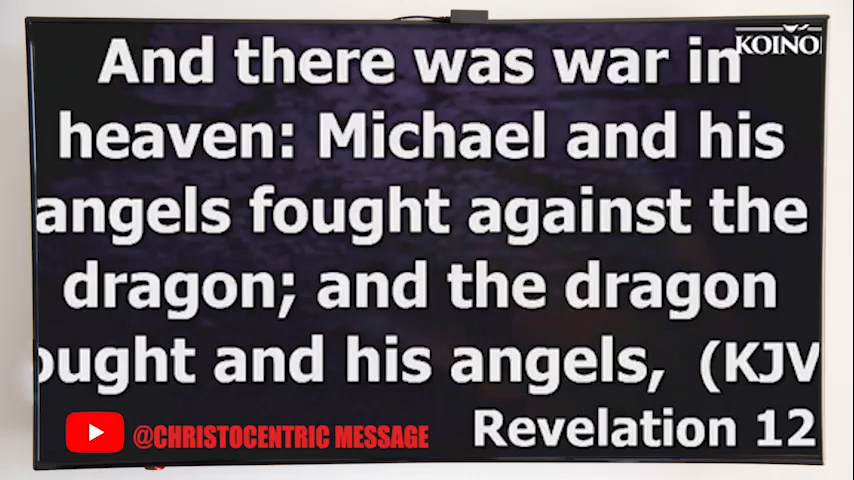 KOINO
And there was war in
heaven: Michael and his
angels fought against the
dragon; and the dragon
ought and his angels, (KJV
Revelation 12
@CHRISTOCENTRIC MESSAGE